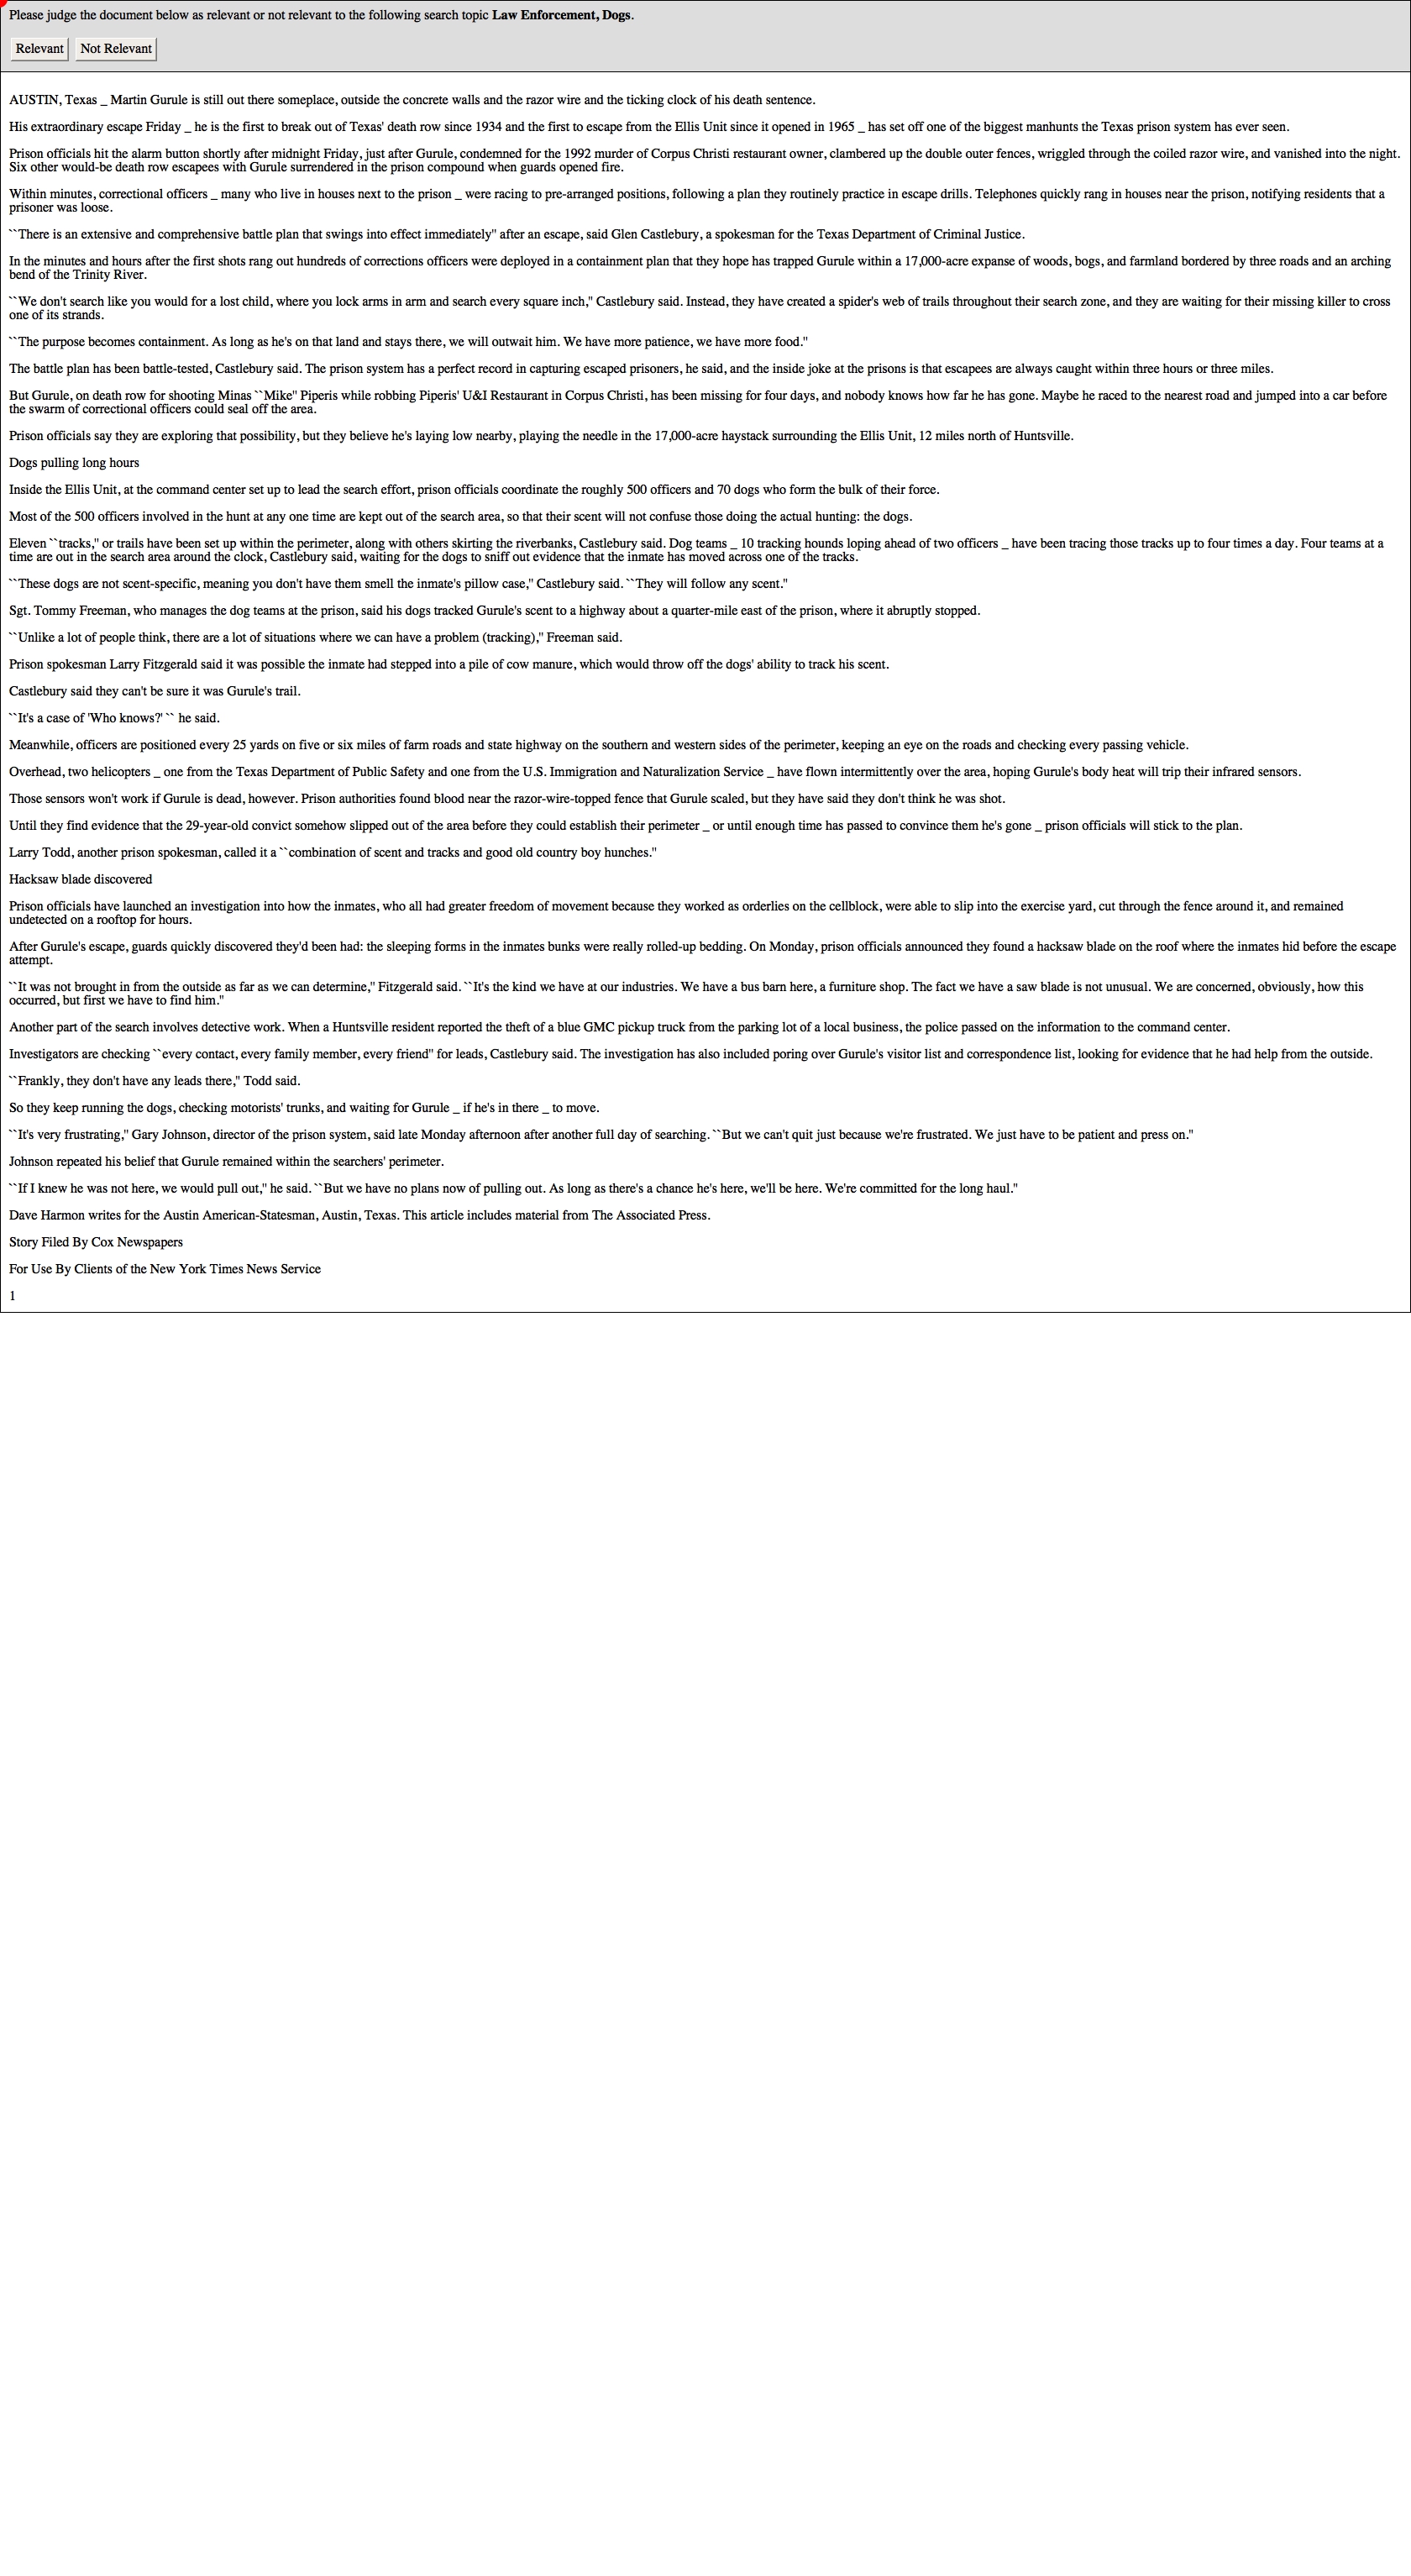 Please judge the document below as relevant or not relevant to the following search topic Law Enforcement, Dogs.
Relevant Not Relevant
AUSTIN, Texas _ Martin Gurule is still out there someplace, outside the concrete walls and the razor wire and the ticking clock of his death sentence.
His extraordinary escape Friday _ he is the first to break out of Texas' death row since 1934 and the first to escape from the Ellis Unit since it opened in 1965 _ has set off one of the biggest manhunts the Texas prison system has ever seen.
Prison officials hit the alarm button shortly after midnight Friday, just after Gurule, condemned for the 1992 murder of Corpus Christi restaurant owner, clambered up the double outer fences, wriggled through the coiled razor wire, and vanished into the night.
Six other would-be death row escapees with Gurule surrendered in the prison compound when guards opened fire.
Within minutes, correctional officers _ many who live in houses next to the prison _ were racing to pre-arranged positions, following a plan they routinely practice in escape drills. Telephones quickly rang in houses near the prison, notifying residents that a
prisoner was loose.
``There is an extensive and comprehensive battle plan that swings into effect immediately'' after an escape, said Glen Castlebury, a spokesman for the Texas Department of Criminal Justice.
In the minutes and hours after the first shots rang out hundreds of corrections officers were deployed in a containment plan that they hope has trapped Gurule within a 17,000-acre expanse of woods, bogs, and farmland bordered by three roads and an arching
bend of the Trinity River.
``We don't search like you would for a lost child, where you lock arms in arm and search every square inch,'' Castlebury said. Instead, they have created a spider's web of trails throughout their search zone, and they are waiting for their missing killer to cross
one of its strands.
``The purpose becomes containment. As long as he's on that land and stays there, we will outwait him. We have more patience, we have more food.''
The battle plan has been battle-tested, Castlebury said. The prison system has a perfect record in capturing escaped prisoners, he said, and the inside joke at the prisons is that escapees are always caught within three hours or three miles.
But Gurule, on death row for shooting Minas ``Mike'' Piperis while robbing Piperis' U&I Restaurant in Corpus Christi, has been missing for four days, and nobody knows how far he has gone. Maybe he raced to the nearest road and jumped into a car before
the swarm of correctional officers could seal off the area.
Prison officials say they are exploring that possibility, but they believe he's laying low nearby, playing the needle in the 17,000-acre haystack surrounding the Ellis Unit, 12 miles north of Huntsville.
Dogs pulling long hours
Inside the Ellis Unit, at the command center set up to lead the search effort, prison officials coordinate the roughly 500 officers and 70 dogs who form the bulk of their force.
Most of the 500 officers involved in the hunt at any one time are kept out of the search area, so that their scent will not confuse those doing the actual hunting: the dogs.
Eleven ``tracks,'' or trails have been set up within the perimeter, along with others skirting the riverbanks, Castlebury said. Dog teams _ 10 tracking hounds loping ahead of two officers _ have been tracing those tracks up to four times a day. Four teams at a
time are out in the search area around the clock, Castlebury said, waiting for the dogs to sniff out evidence that the inmate has moved across one of the tracks.
``These dogs are not scent-specific, meaning you don't have them smell the inmate's pillow case,'' Castlebury said. ``They will follow any scent.''
Sgt. Tommy Freeman, who manages the dog teams at the prison, said his dogs tracked Gurule's scent to a highway about a quarter-mile east of the prison, where it abruptly stopped.
``Unlike a lot of people think, there are a lot of situations where we can have a problem (tracking),'' Freeman said.
Prison spokesman Larry Fitzgerald said it was possible the inmate had stepped into a pile of cow manure, which would throw off the dogs' ability to track his scent.
Castlebury said they can't be sure it was Gurule's trail.
``It's a case of 'Who knows?' `` he said.
Meanwhile, officers are positioned every 25 yards on five or six miles of farm roads and state highway on the southern and western sides of the perimeter, keeping an eye on the roads and checking every passing vehicle.
Overhead, two helicopters _ one from the Texas Department of Public Safety and one from the U.S. Immigration and Naturalization Service _ have flown intermittently over the area, hoping Gurule's body heat will trip their infrared sensors.
Those sensors won't work if Gurule is dead, however. Prison authorities found blood near the razor-wire-topped fence that Gurule scaled, but they have said they don't think he was shot.
Until they find evidence that the 29-year-old convict somehow slipped out of the area before they could establish their perimeter _ or until enough time has passed to convince them he's gone _ prison officials will stick to the plan.
Larry Todd, another prison spokesman, called it a ``combination of scent and tracks and good old country boy hunches.''
Hacksaw blade discovered
Prison officials have launched an investigation into how the inmates, who all had greater freedom of movement because they worked as orderlies on the cellblock, were able to slip into the exercise yard, cut through the fence around it, and remained
undetected on a rooftop for hours.
After Gurule's escape, guards quickly discovered they'd been had: the sleeping forms in the inmates bunks were really rolled-up bedding. On Monday, prison officials announced they found a hacksaw blade on the roof where the inmates hid before the escape
attempt.
``It was not brought in from the outside as far as we can determine,'' Fitzgerald said. ``It's the kind we have at our industries. We have a bus barn here, a furniture shop. The fact we have a saw blade is not unusual. We are concerned, obviously, how this
occurred, but first we have to find him.''
Another part of the search involves detective work. When a Huntsville resident reported the theft of a blue GMC pickup truck from the parking lot of a local business, the police passed on the information to the command center.
Investigators are checking ``every contact, every family member, every friend'' for leads, Castlebury said. The investigation has also included poring over Gurule's visitor list and correspondence list, looking for evidence that he had help from the outside.
``Frankly, they don't have any leads there,'' Todd said.
So they keep running the dogs, checking motorists' trunks, and waiting for Gurule _ if he's in there _ to move.
``It's very frustrating,'' Gary Johnson, director of the prison system, said late Monday afternoon after another full day of searching. ``But we can't quit just because we're frustrated. We just have to be patient and press on.''
Johnson repeated his belief that Gurule remained within the searchers' perimeter.
``If I knew he was not here, we would pull out,'' he said. ``But we have no plans now of pulling out. As long as there's a chance he's here, we'll be here. We're committed for the long haul.''
Dave Harmon writes for the Austin American-Statesman, Austin, Texas. This article includes material from The Associated Press.
Story Filed By Cox Newspapers
For Use By Clients of the New York Times News Service
1